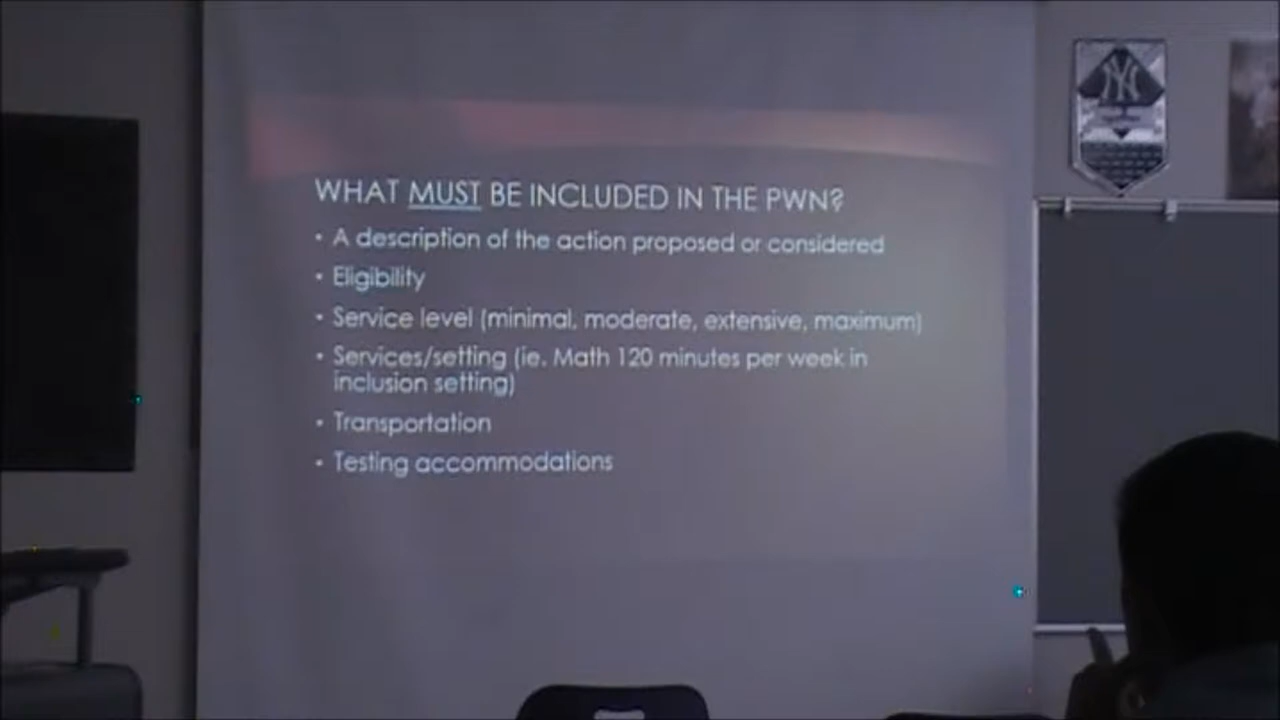 WHAT MUST BE INCLUDED IN THE PWN?
• A description of the action proposed or considered
• Eligibility
• Service level (minimal, moderate, extensive, maximum)
• Services/setting (ie. Math 120 minutes per week in
inclusion setting)
• Transportation
• Testing accommodations
NY